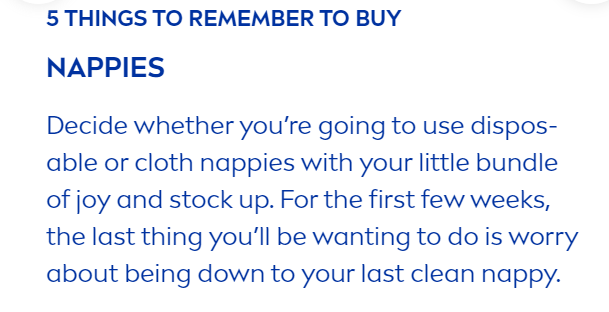 5 THINGS TO REMEMBER TO BUY
NAPPIES
Decide whether you're going to use dispos-
able or cloth nappies with your little bundle
of joy and stock up. For the first few weeks,
the last thing you'll be wanting to do is worry
about being down to your last clean nappy.